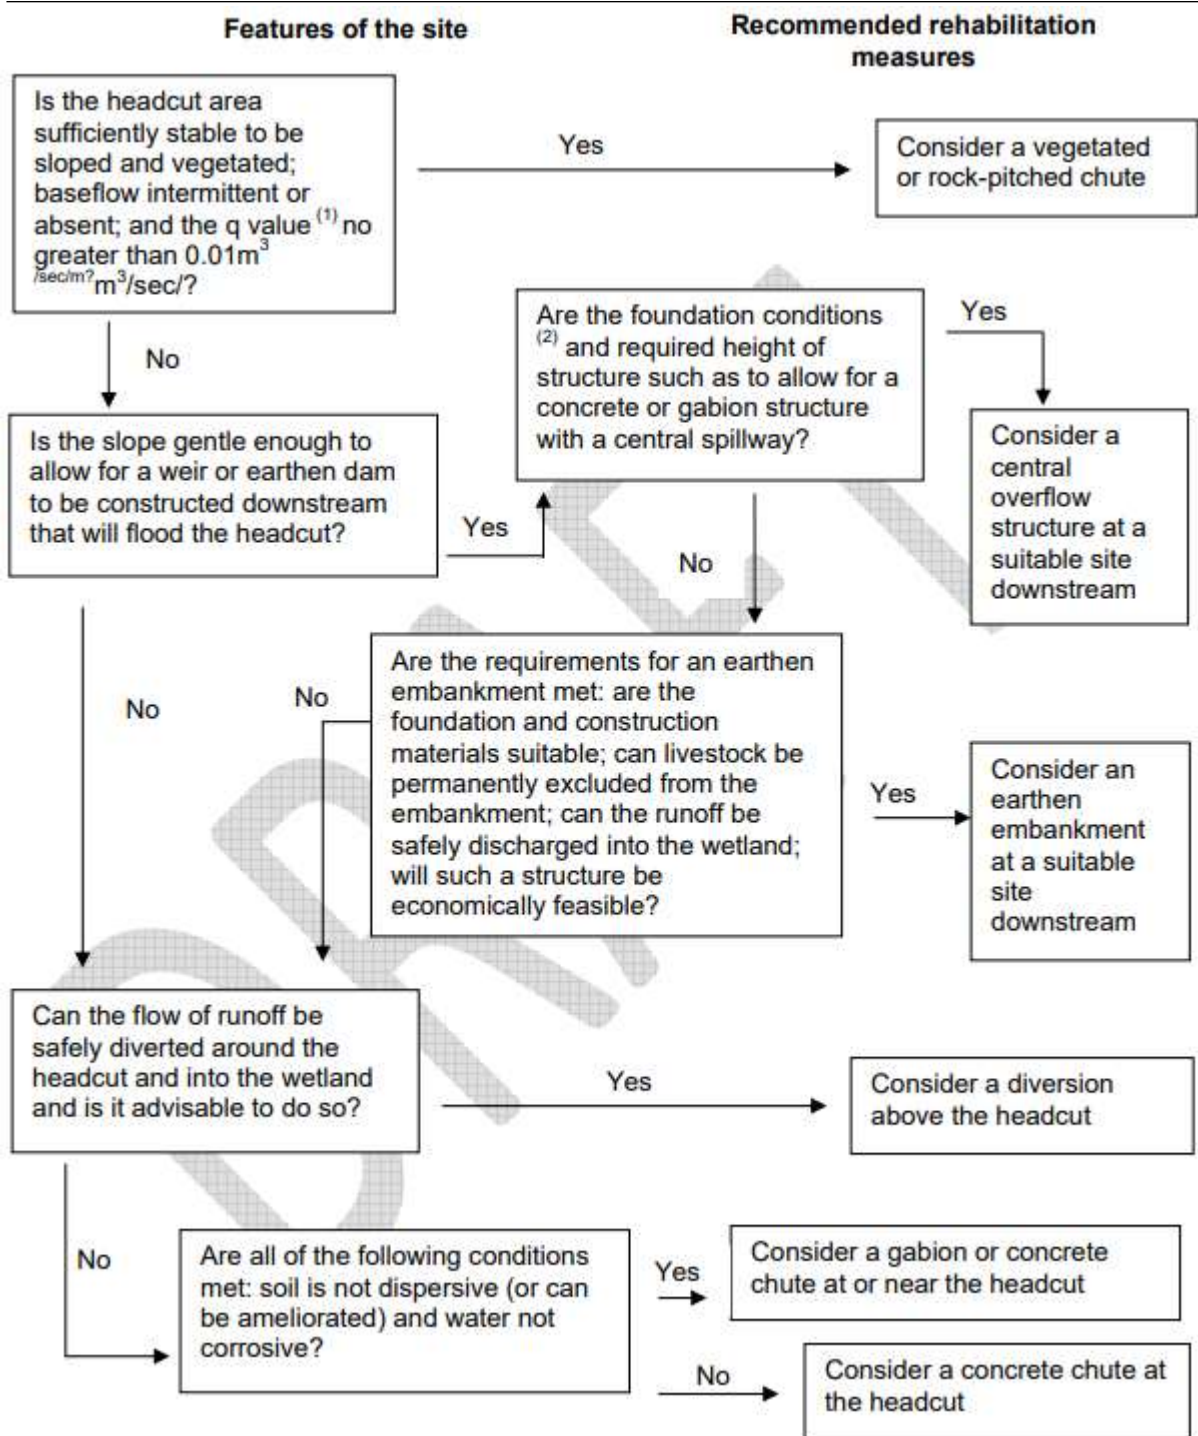 Features of the site
Recommended rehabilitation
measures
Is the headcut area
sufficiently stable to be
sloped and vegetated;
baseflow intermittent or
absent; and the q value (1) no
greater than 0.01m3
/sec/m?m3/sec/?
Yes
Consider a vegetated
or rock-pitched chute
No
Are the foundation conditions
(2) and required height of
structure such as to allow for a
concrete or gabion structure
with a central spillway?
Yes
Consider a
central
overflow
structure at a
suitable site
downstream
Is the slope gentle enough to
allow for a weir or earthen dam
to be constructed downstream
that will flood the headcut?
Yes
No
No
Are the requirements for an earthen
embankment met: are the
foundation and construction
materials suitable; can livestock be
permanently excluded from the
embankment; can the runoff be
safely discharged into the wetland;
will such a structure be
economically feasible?
No
Yes
Consider an
earthen
embankment
at a suitable
site
downstream
Can the flow of runoff be
safely diverted around the
headcut and into the wetland
and is it advisable to do so?
Yes
Consider a diversion
above the headcut
No
Are all of the following conditions
met: soil is not dispersive (or can
be ameliorated) and water not
corrosive?
Yes
Consider a gabion or concrete
chute at or near the headcut
No
Consider a concrete chute at
the headcut
DRAFT